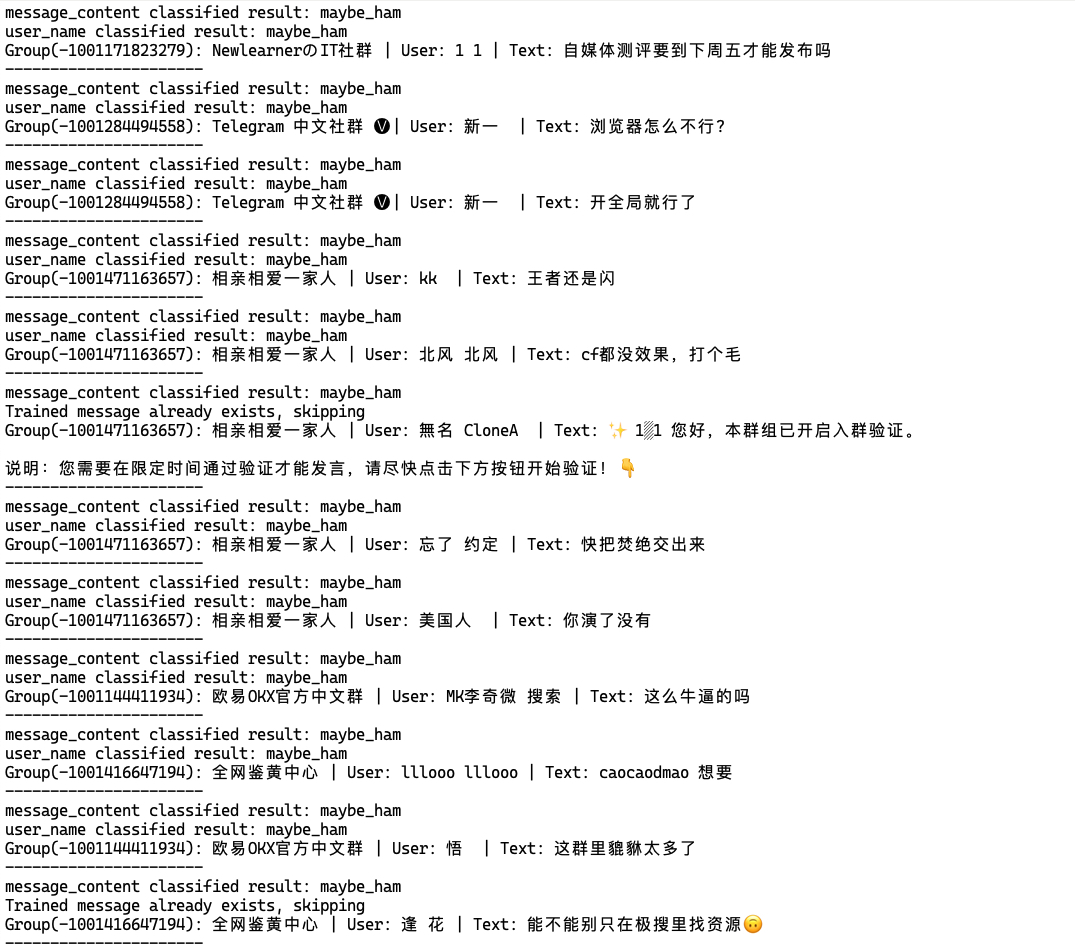 message_content classified result: maybe_ham
user_name classified result: maybe_ham
Group(-1001171823279): NewlearnerのIT社群 | User: 1 1 | Text: 自媒体测评要到下周五才能发布吗
----------------------
message_content classified result: maybe_ham
user_name classified result: maybe_ham
Group(-1001284494558): Telegram 中文社群 🅥| User: 新一  | Text: 浏览器怎么不行?
----------------------
message_content classified result: maybe_ham
user_name classified result: maybe_ham
Group(-1001284494558): Telegram 中文社群 🅥| User: 新一  | Text: 开全局就行了
----------------------
message_content classified result: maybe_ham
user_name classified result: maybe_ham
Group(-1001471163657): 相亲相爱一家人 | User: kk  | Text: 王者还是闪
----------------------
message_content classified result: maybe_ham
user_name classified result: maybe_ham
Group(-1001471163657): 相亲相爱一家人 | User: 北风 北风 | Text: cf都没效果，打个毛
----------------------
message_content classified result: maybe_ham
Trained message already exists, skipping
Group(-1001471163657): 相亲相爱一家人 | User: 無名 CloneA  | Text: ✨ 1▒1 您好，本群组已开启入群验证。
说明：您需要在限定时间通过验证才能发言，请尽快点击下方按钮开始验证！👇
----------------------
message_content classified result: maybe_ham
user_name classified result: maybe_ham
Group(-1001471163657): 相亲相爱一家人 | User: 忘了 约定 | Text: 快把焚绝交出来
----------------------
message_content classified result: maybe_ham
user_name classified result: maybe_ham
Group(-1001471163657): 相亲相爱一家人 | User: 美国人  | Text: 你演了没有
----------------------
message_content classified result: maybe_ham
user_name classified result: maybe_ham
Group(-1001144411934): 欧易OKX官方中文群 | User: MK李奇微 搜索 | Text: 这么牛逼的吗
----------------------
message_content classified result: maybe_ham
user_name classified result: maybe_ham
Group(-1001416647194): 全网鉴黄中心 | User: lllooo lllooo | Text: caocaodmao 想要
----------------------
message_content classified result: maybe_ham
user_name classified result: maybe_ham
Group(-1001144411934): 欧易OKX官方中文群 | User: 悟  | Text: 这群里貔貅太多了
----------------------
message_content classified result: maybe_ham
Trained message already exists, skipping
Group(-1001416647194): 全网鉴黄中心 | User: 逢 花 | Text: 能不能别只在极搜里找资源🙃
----------------------